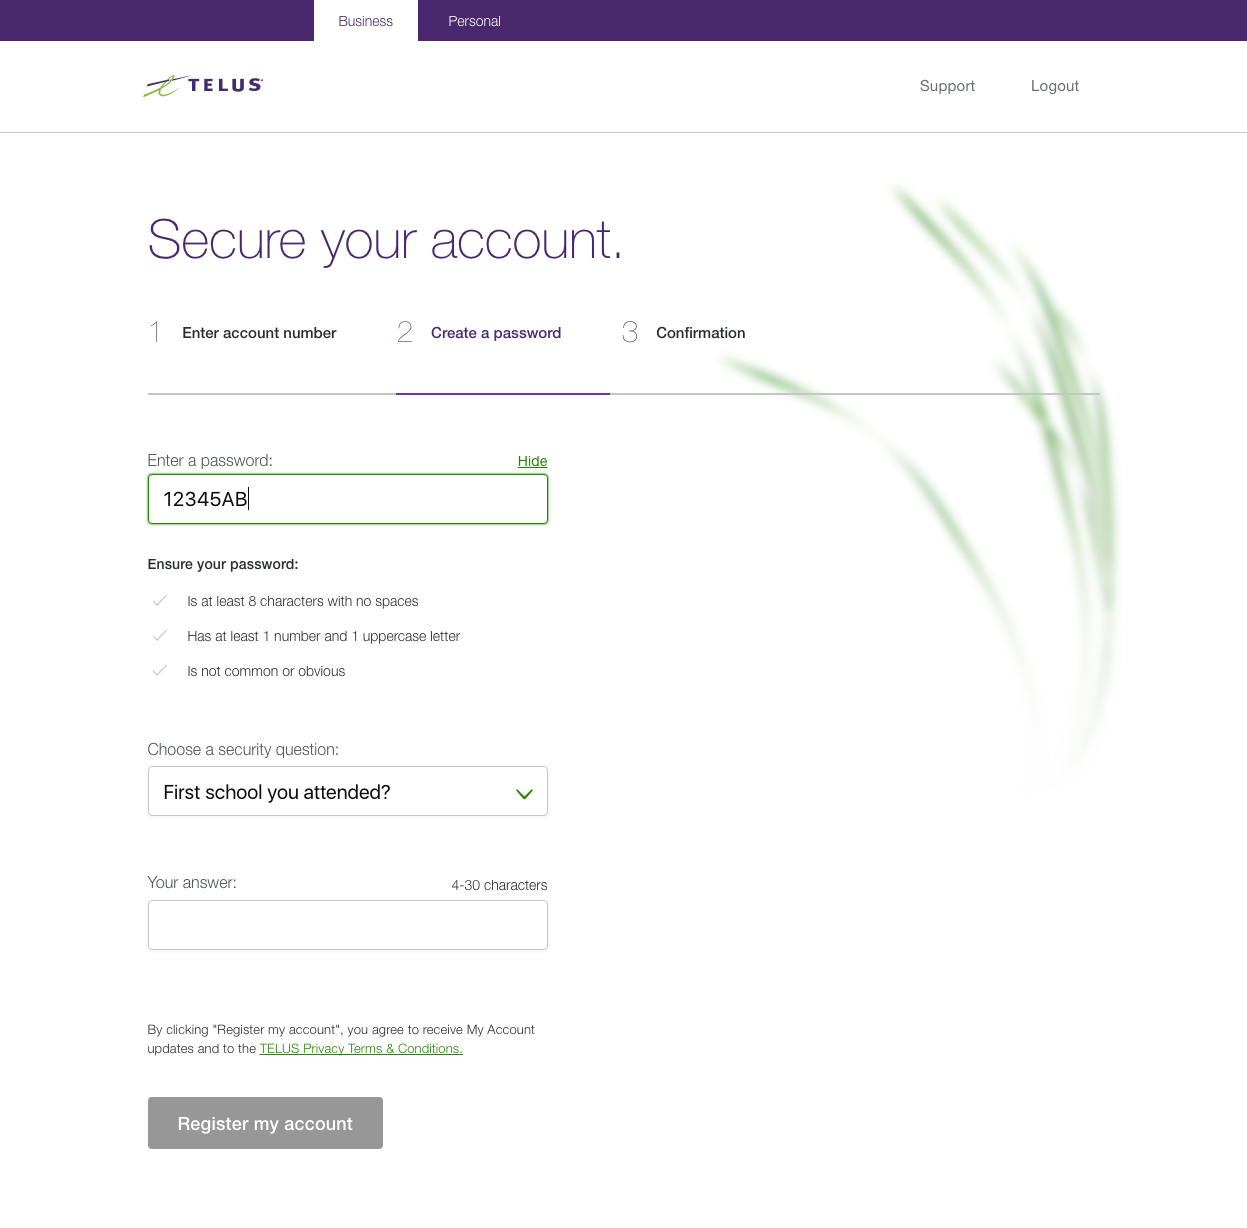 Business Personal
TELUS
Support Logout
Secure your account.
1 Enter account number 2 Create a password 3 Confirmation
Enter a password: Hide
12345AB
Ensure your password:
Is at least 8 characters with no spaces
Has at least 1 number and 1 uppercase letter
Is not common or obvious
Choose a security question:
First school you attended?
Your answer: 4-30 characters
By clicking "Register my account", you agree to receive My Account
updates and to the TELUS Privacy Terms & Conditions.
Register my account